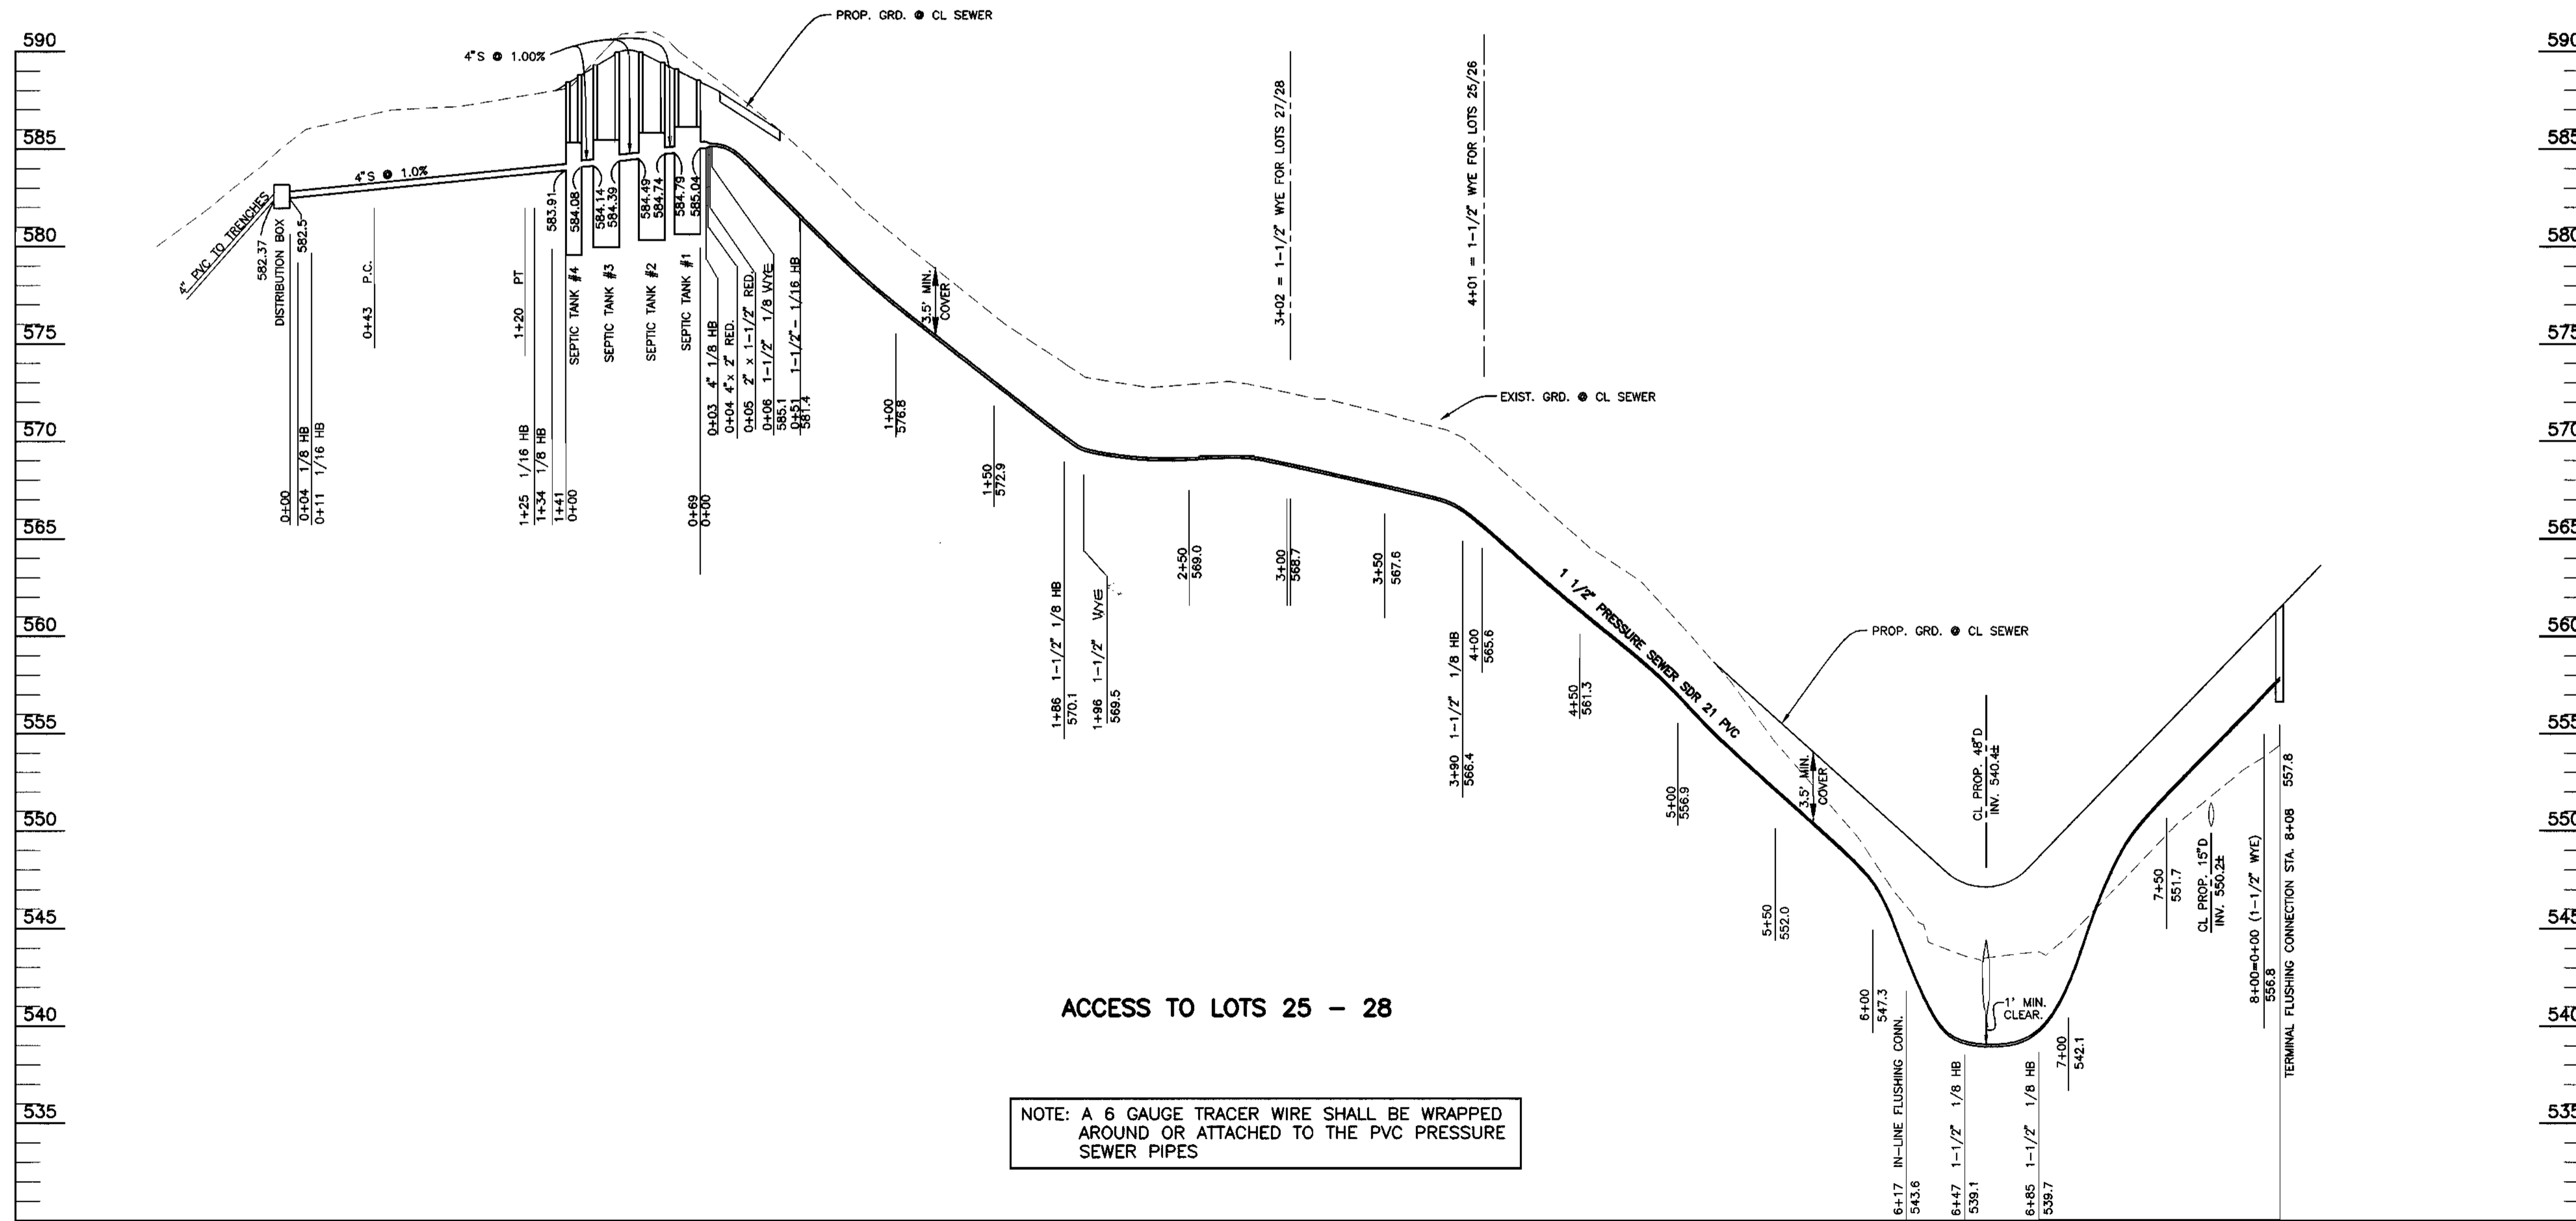 PROP. GRD. @ CL SEWER
4"S @ 1.00%
590
585
580
575
570
565
560
555
550
545
540
535
590
585
580
575
570
565
560
555
550
545
540
535
4"S @ 1.0%
4" PVC TO TRENCHES
582.37
DISTRIBUTION BOX
582.5
0+00
0+04 1/8 HB
0+11 1/16 HB
0+43 P.C.
1+20 PT
1+25 1/16 HB
1+34 1/8 HB
1+41
0+00
583.91
584.08
584.14
584.39
584.49
584.74
584.79
585.04
SEPTIC TANK #4
SEPTIC TANK #3
SEPTIC TANK #2
SEPTIC TANK #1
0+69
0+00
0+03 4" 1/8 HB
0+04 4"x 2" RED.
0+05 2" x 1-1/2" RED.
0+06 1-1/2" 1/8 WYE
585.1
0+51 1-1/2"- 1/16 HB
581.4
1+00
576.8
3.5' MIN.
COVER
1+50
572.9
1+86 1-1/2" 1/8 HB
570.1
1+96 1-1/2" WYE
569.5
2+50
569.0
3+02 = 1-1/2" WYE FOR LOTS 27/28
3+00
568.7
3+50
567.6
4+01 = 1-1/2" WYE FOR LOTS 25/26
EXIST. GRD. @ CL SEWER
3+90 1-1/2" 1/8 HB
566.4
4+00
565.6
1 1/2" PRESSURE SEWER SDR 21 PVC
4+50
561.3
5+00
556.9
PROP. GRD. @ CL SEWER
3.5' MIN.
COVER
5+50
552.0
6+00
547.3
6+17 IN-LINE FLUSHING CONN.
543.6
CL PROP. 48"D
INV. 540.4±
1' MIN.
CLEAR.
6+47 1-1/2" 1/8 HB
539.1
6+85 1-1/2" 1/8 HB
539.7
7+00
542.1
7+50
551.7
CL PROP. 15"D
INV. 550.2±
8+00=0+00 (1-1/2" WYE)
556.8
TERMINAL FLUSHING CONNECTION STA. 8+08 557.8
ACCESS TO LOTS 25 - 28
NOTE: A 6 GAUGE TRACER WIRE SHALL BE WRAPPED
AROUND OR ATTACHED TO THE PVC PRESSURE
SEWER PIPES